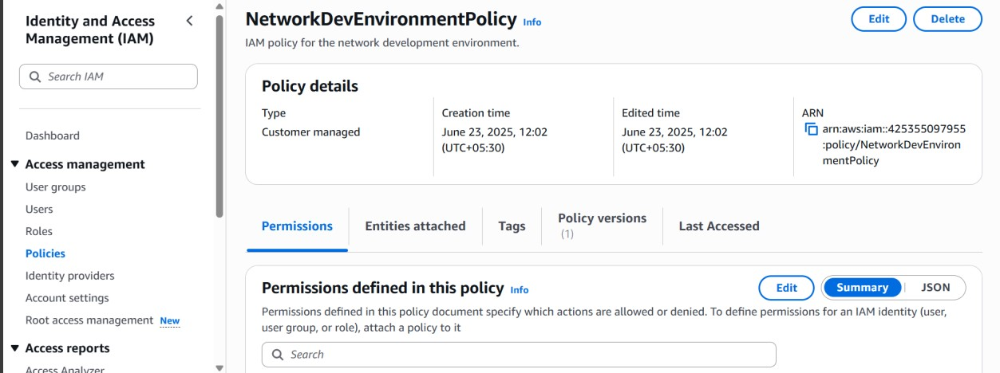 Identity and Access
Management (IAM)
Search IAM
Dashboard
Access management
User groups
Users
Roles
Policies
Identity providers
Account settings
Root access management New
Access reports
Access Analyzer
NetworkDevEnvironmentPolicy Info
Edit
Delete
IAM policy for the network development environment.
Policy details
Type
Customer managed
Creation time
June 23, 2025, 12:02
(UTC+05:30)
Edited time
June 23, 2025, 12:02
(UTC+05:30)
ARN
arn:aws:iam::425355097955
:policy/NetworkDevEnviron
mentPolicy
Permissions
Entities attached
Tags
Policy versions
(1)
Last Accessed
Permissions defined in this policy Info
Edit
Summary
JSON
Permissions defined in this policy document specify which actions are allowed or denied. To define permissions for an IAM identity (user,
user group, or role), attach a policy to it
Search